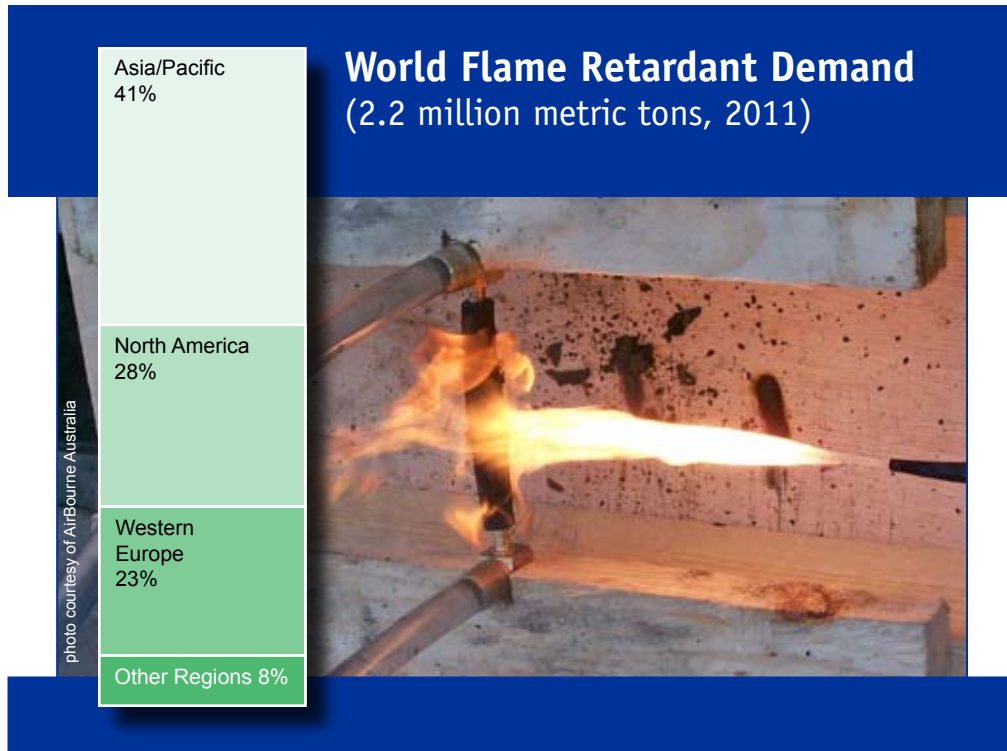 World Flame Retardant Demand
(2.2 million metric tons, 2011)
Asia/Pacific
41%
North America
28%
Western
Europe
23%
Other Regions 8%
photo courtesy of AirBourne Australia